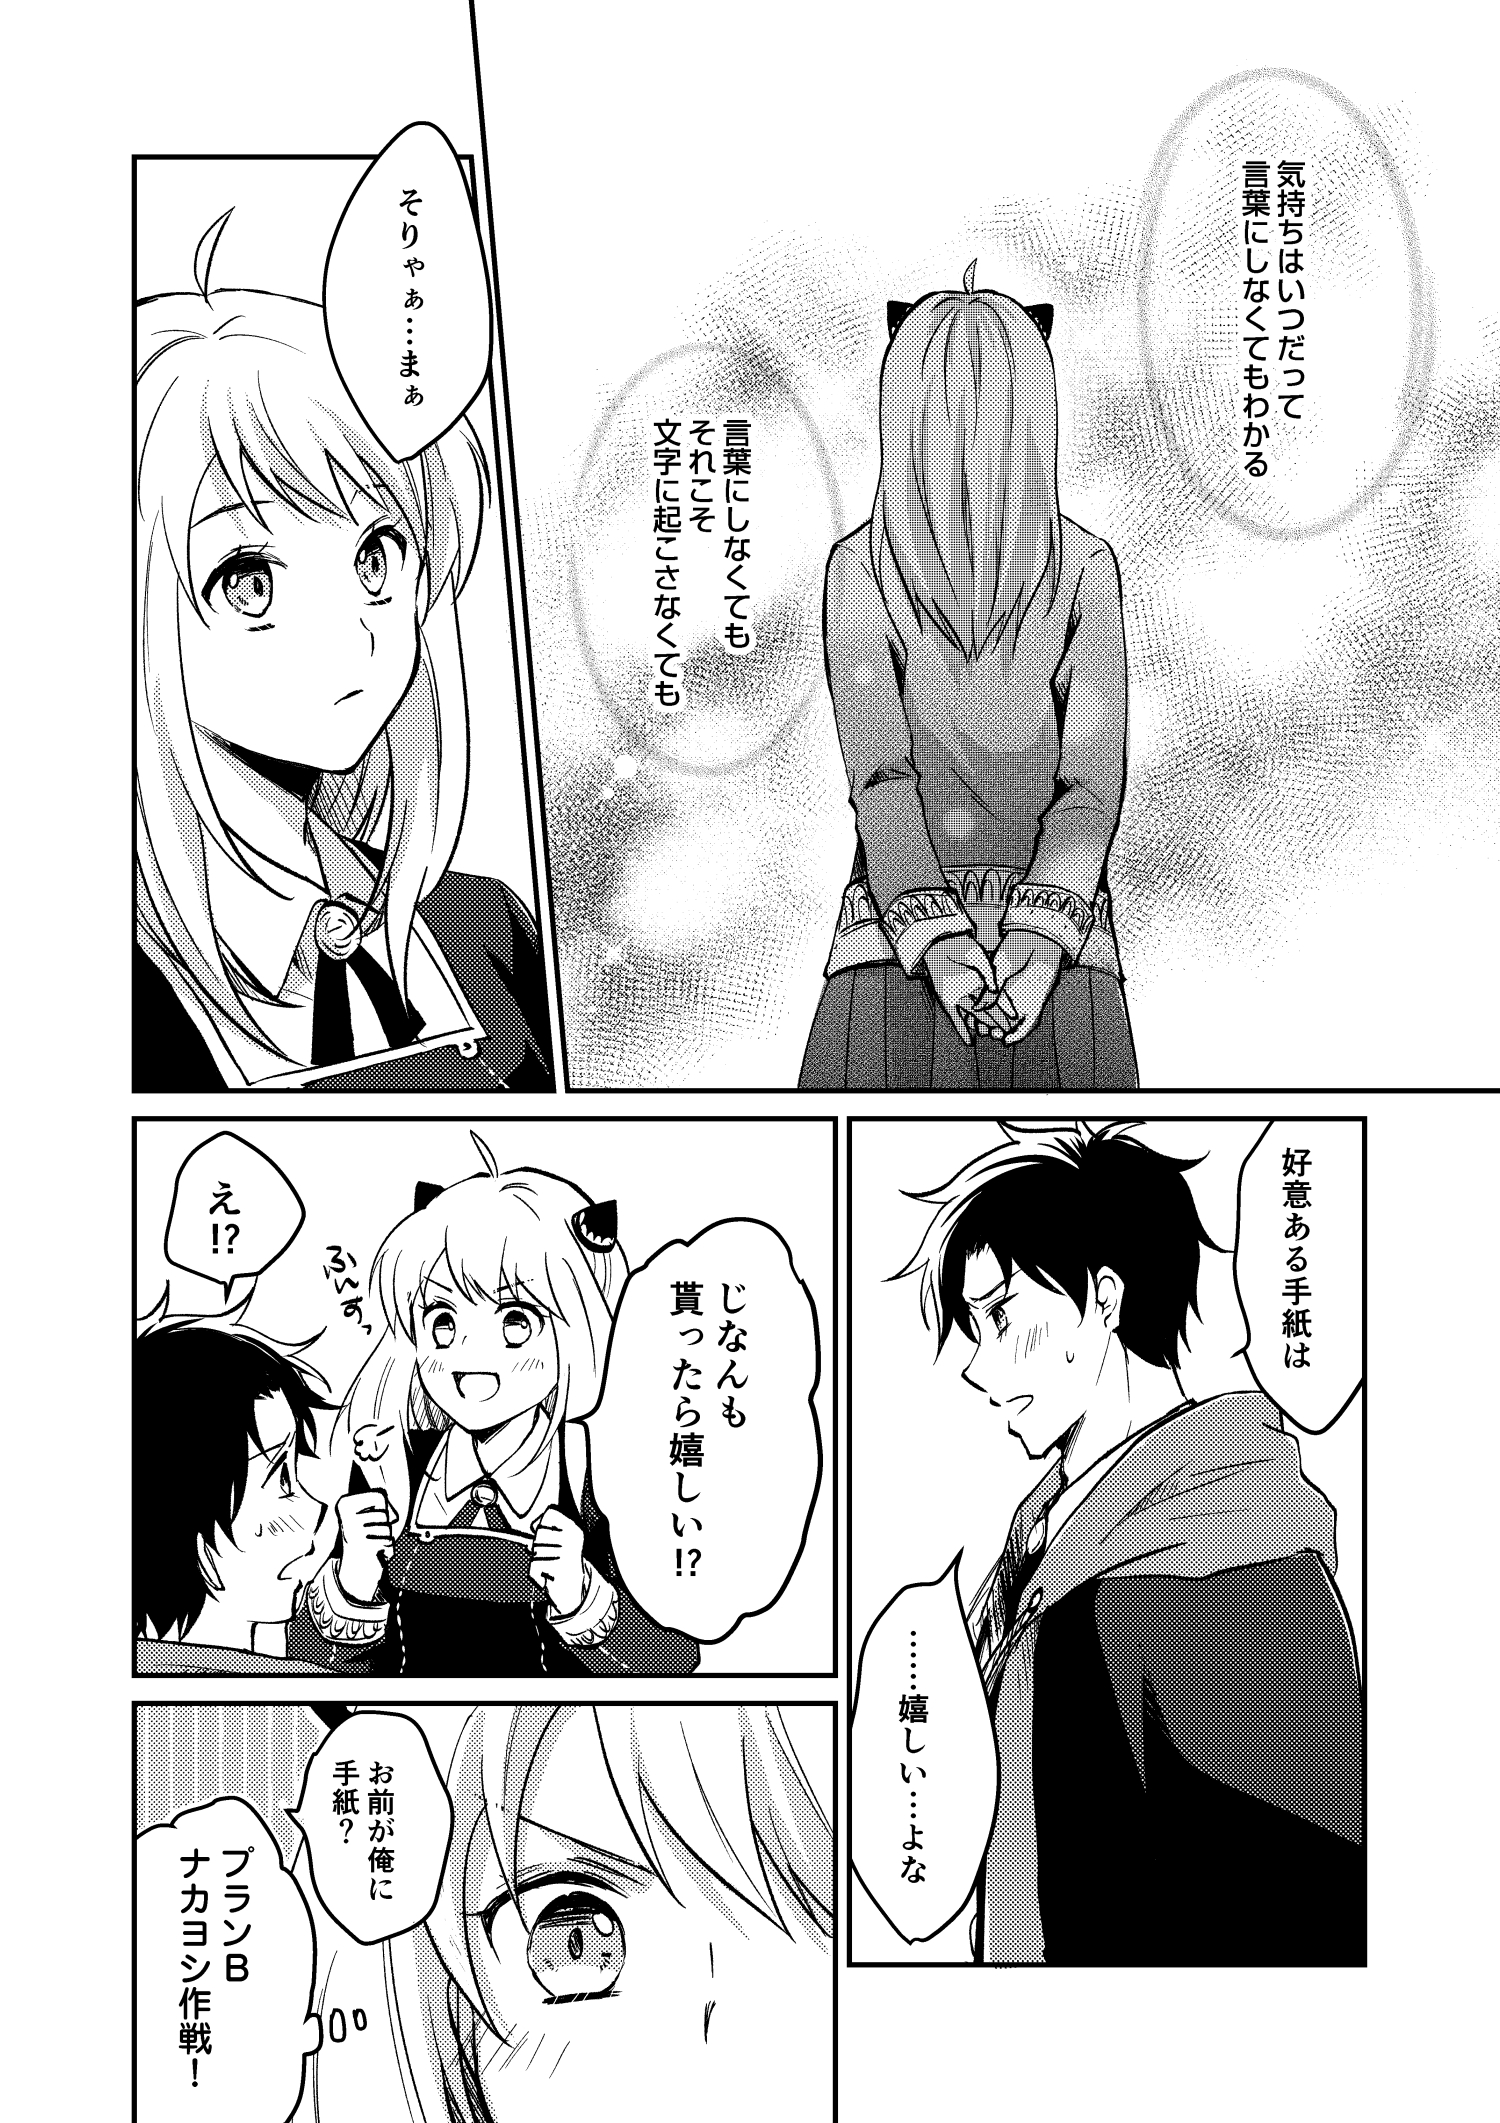 気持ちはいつだって
言葉にしなくてもわかる
言葉にしなくても
それこそ
文字に起こさなくても
そりゃぁ…まぁ
好意ある手紙は
……嬉しい…よな
じなんも
貰ったら嬉しい!?
ふんすっ
え!?
お前が俺に
手紙?
プランB
ナカヨシ作戦!